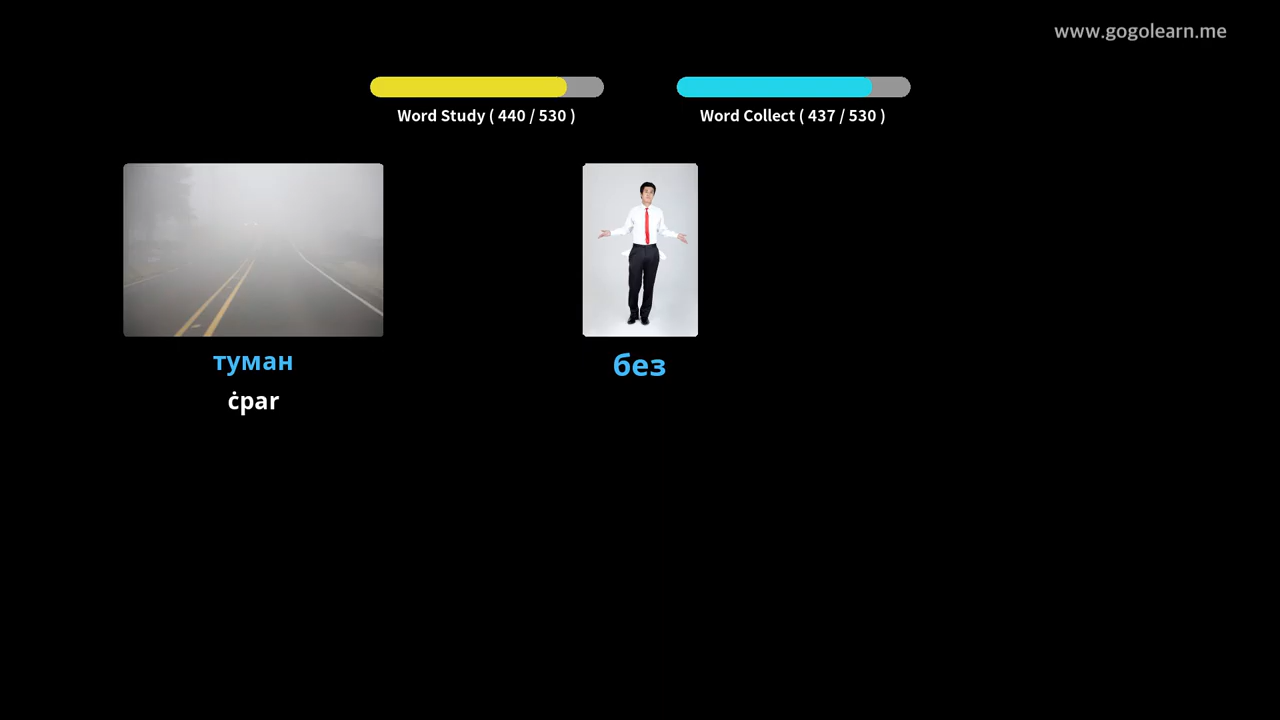 www.gogolearn.me
Word Study ( 440 / 530 )
Word Collect ( 437 / 530 )
туман
ċpar
без